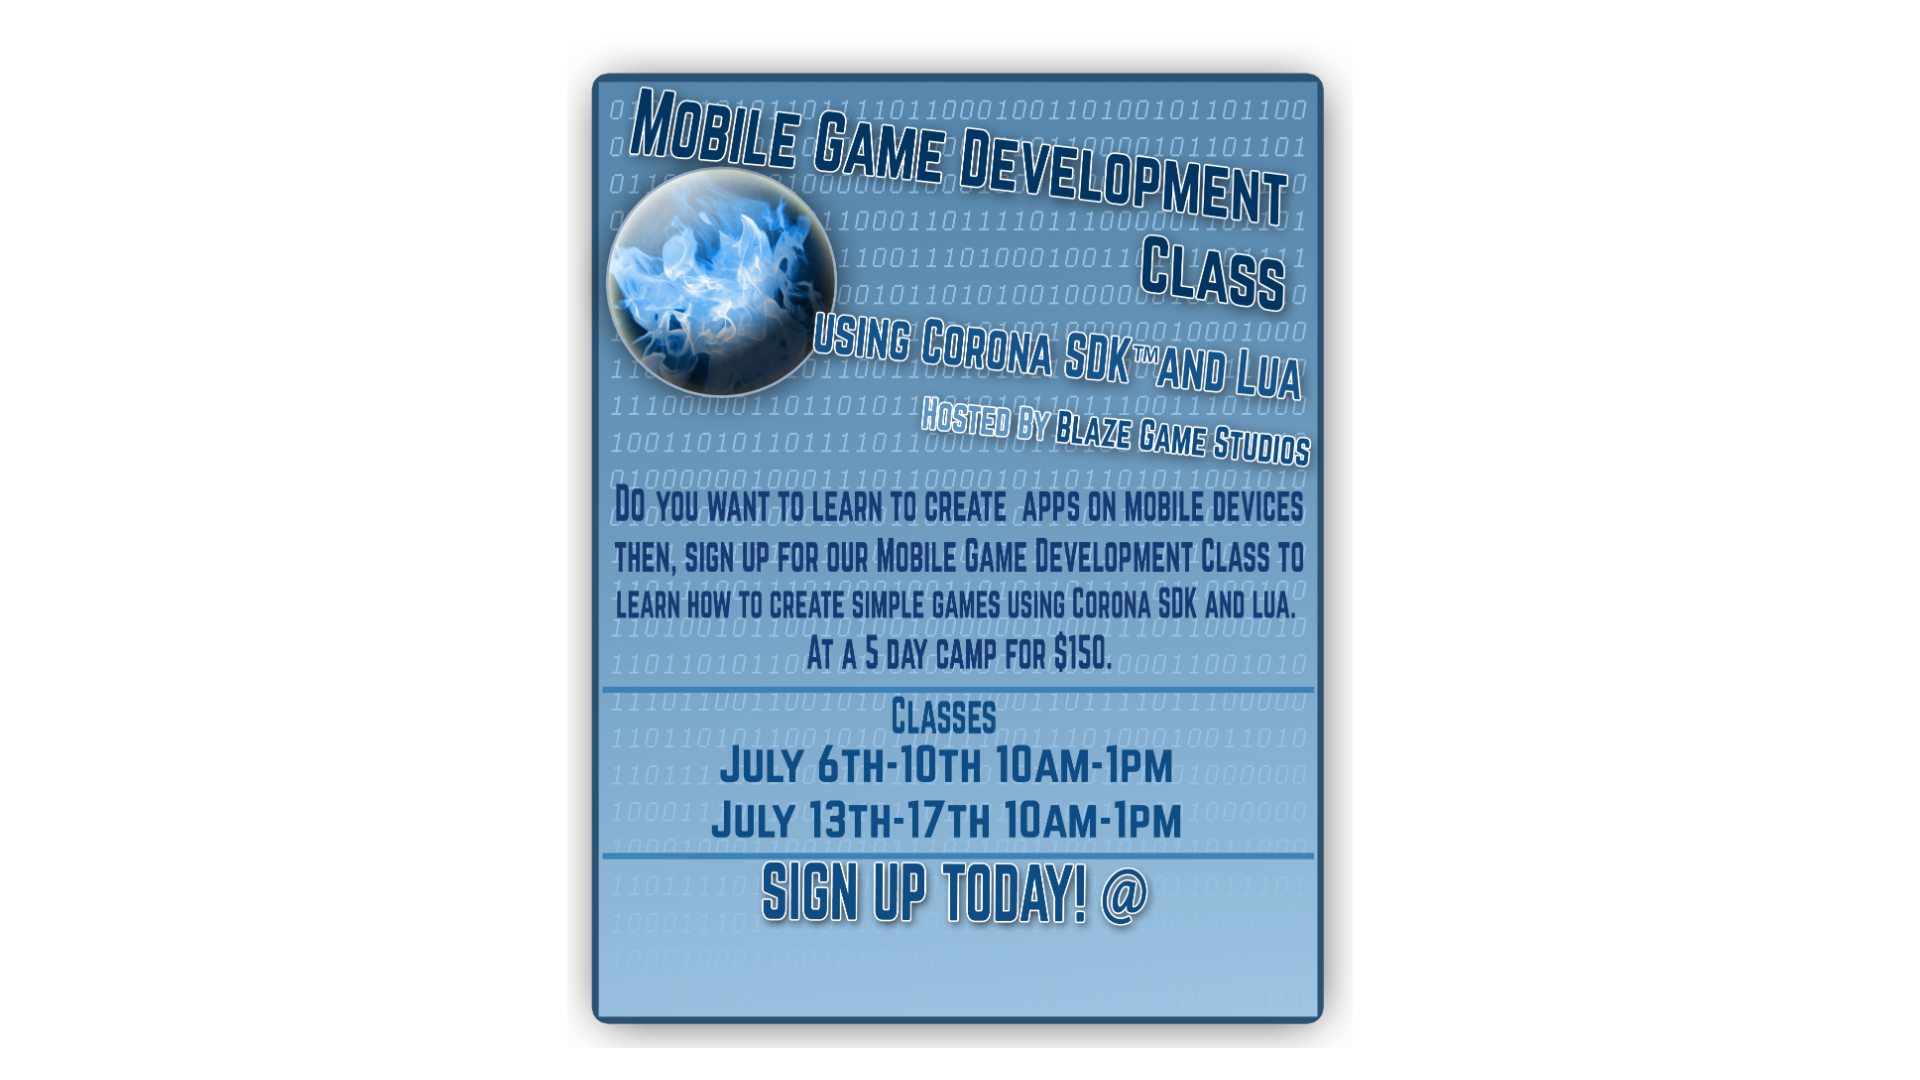 Mobile Game Development
Class
using Corona SDK™ and Lua
Hosted By Blaze Game Studios
Do you want to learn to create apps on mobile devices
then, sign up for our Mobile Game Development Class to
learn how to create simple games using Corona SDK and lua.
At a 5 day camp for $150.
Classes
July 6th-10th 10am-1pm
July 13th-17th 10am-1pm
SIGN UP TODAY! @